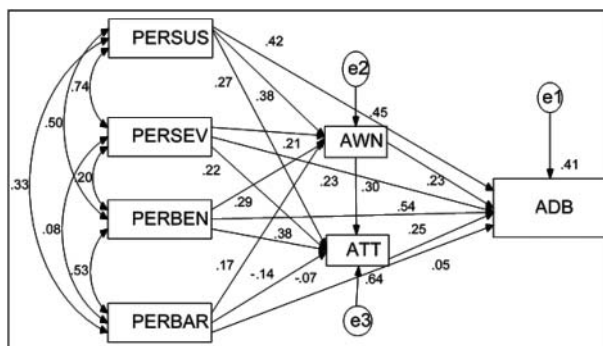 PERSUS
.42
e2
.27
.38
.45
e1
.74
.50
PERSEV
.21
AWN
.41
.22
.23
.30
.23
ADB
.33
.20
.29
.54
PERBEN
.08
.38
ATT
.25
.53
.17
-.14
-.07
.64
.05
PERBAR
e3